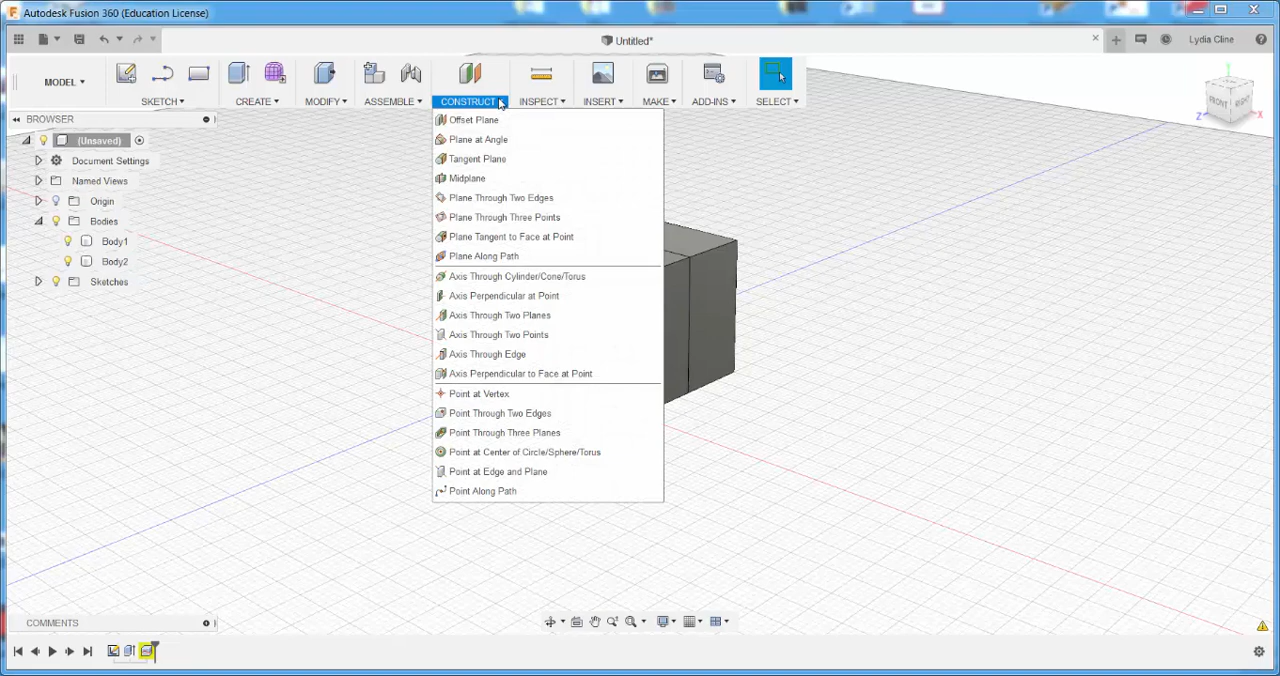 Autodesk Fusion 360 (Education License)
Untitled*
Lydia Cline
MODEL
SKETCH
CREATE
MODIFY
ASSEMBLE
CONSTRUCT
INSPECT
INSERT
MAKE
ADD-INS
SELECT
FRONT
RIGHT
Z
X
BROWSER
(Unsaved)
Document Settings
Named Views
Origin
Bodies
Body1
Body2
Sketches
Offset Plane
Plane at Angle
Tangent Plane
Midplane
Plane Through Two Edges
Plane Through Three Points
Plane Tangent to Face at Point
Plane Along Path
Axis Through Cylinder/Cone/Torus
Axis Perpendicular at Point
Axis Through Two Planes
Axis Through Two Points
Axis Through Edge
Axis Perpendicular to Face at Point
Point at Vertex
Point Through Two Edges
Point Through Three Planes
Point at Center of Circle/Sphere/Torus
Point at Edge and Plane
Point Along Path
COMMENTS